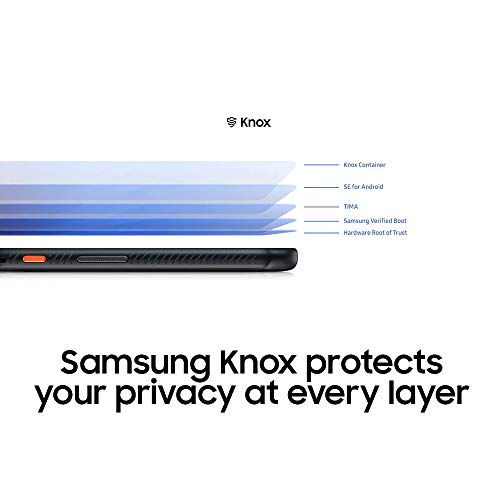 Knox
Knox Container
SE for Android
TIMA
Samsung Verified Boot
Hardware Root of Trust
Samsung Knox protects
your privacy at every layer